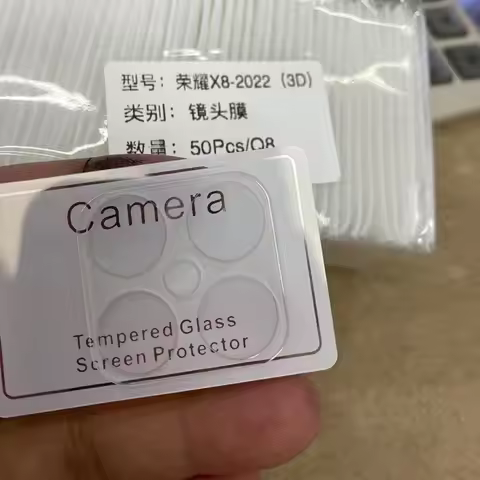 型号：荣耀X8-2022（3D）
类别：镜头膜
数量：50Pcs/Q8
Camera
Tempered Glass
Screen Protector